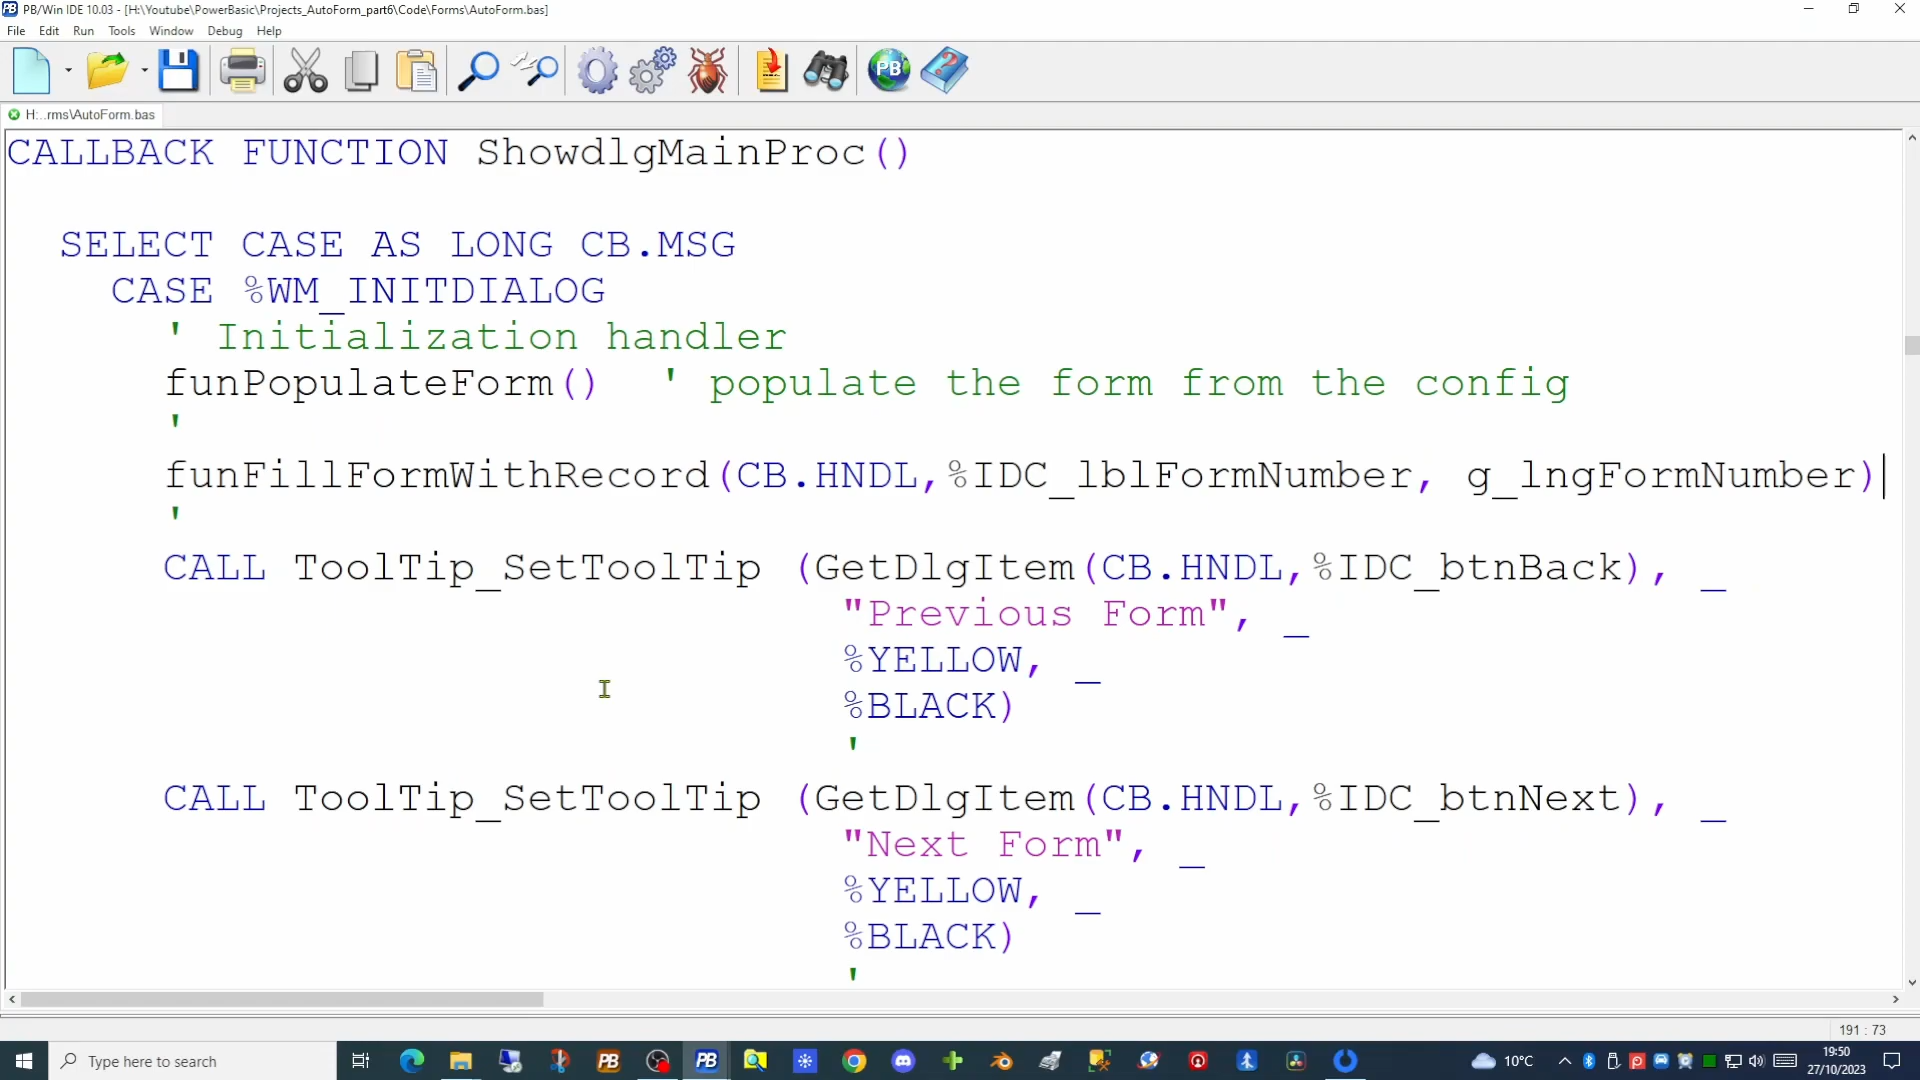 PB/Win IDE 10.03 - [H:\Youtube\PowerBasic\Projects_AutoForm_part6\Code\Forms\AutoForm.bas]
File Edit Run Tools Window Debug Help
PB
H:..rms\AutoForm.bas
CALLBACK FUNCTION ShowdlgMainProc()
SELECT CASE AS LONG CB.MSG
CASE %WM_INITDIALOG
' Initialization handler
funPopulateForm() ' populate the form from the config
'
funFillFormWithRecord(CB.HNDL,%IDC_lblFormNumber, g_lngFormNumber)
'
CALL ToolTip_SetToolTip (GetDlgItem(CB.HNDL,%IDC_btnBack), _
"Previous Form", _
%YELLOW, _
%BLACK)
'
CALL ToolTip_SetToolTip (GetDlgItem(CB.HNDL,%IDC_btnNext), _
"Next Form", _
%YELLOW, _
%BLACK)
'
191 : 73
Type here to search
PB
PB
10°C
19:50
27/10/2023